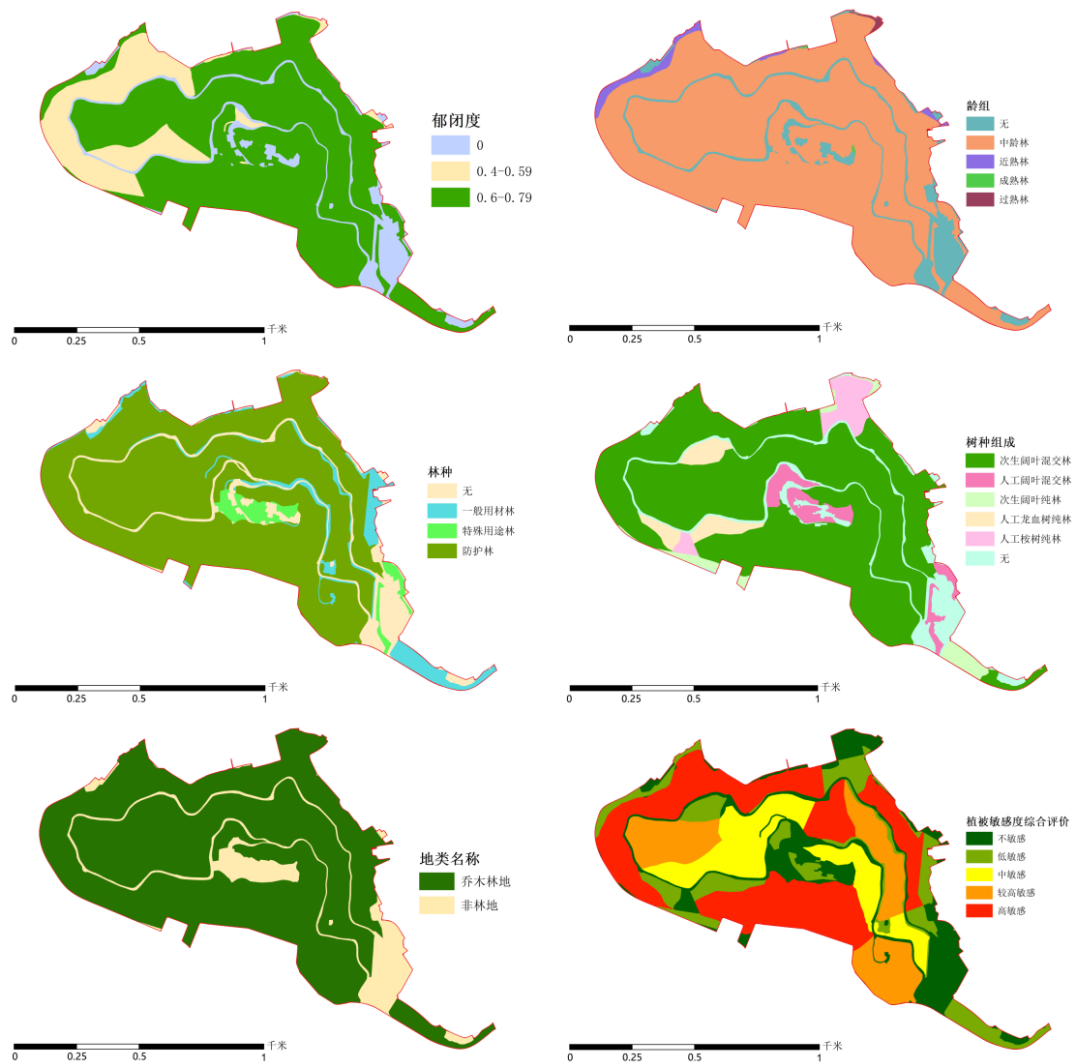 郁闭度
0
0.4-0.59
0.6-0.79
千米
0
0.25
0.5
1
龄组
无
中龄林
近熟林
成熟林
过熟林
千米
0
0.25
0.5
1
林种
无
一般用材林
特殊用途林
防护林
千米
0
0.25
0.5
1
树种组成
次生阔叶混交林
人工阔叶混交林
次生阔叶纯林
人工龙血树纯林
人工桉树纯林
无
千米
0
0.25
0.5
1
地类名称
乔木林地
非林地
千米
0
0.25
0.5
1
植被敏感度综合评价
不敏感
低敏感
中敏感
较高敏感
高敏感
千米
0
0.25
0.5
1